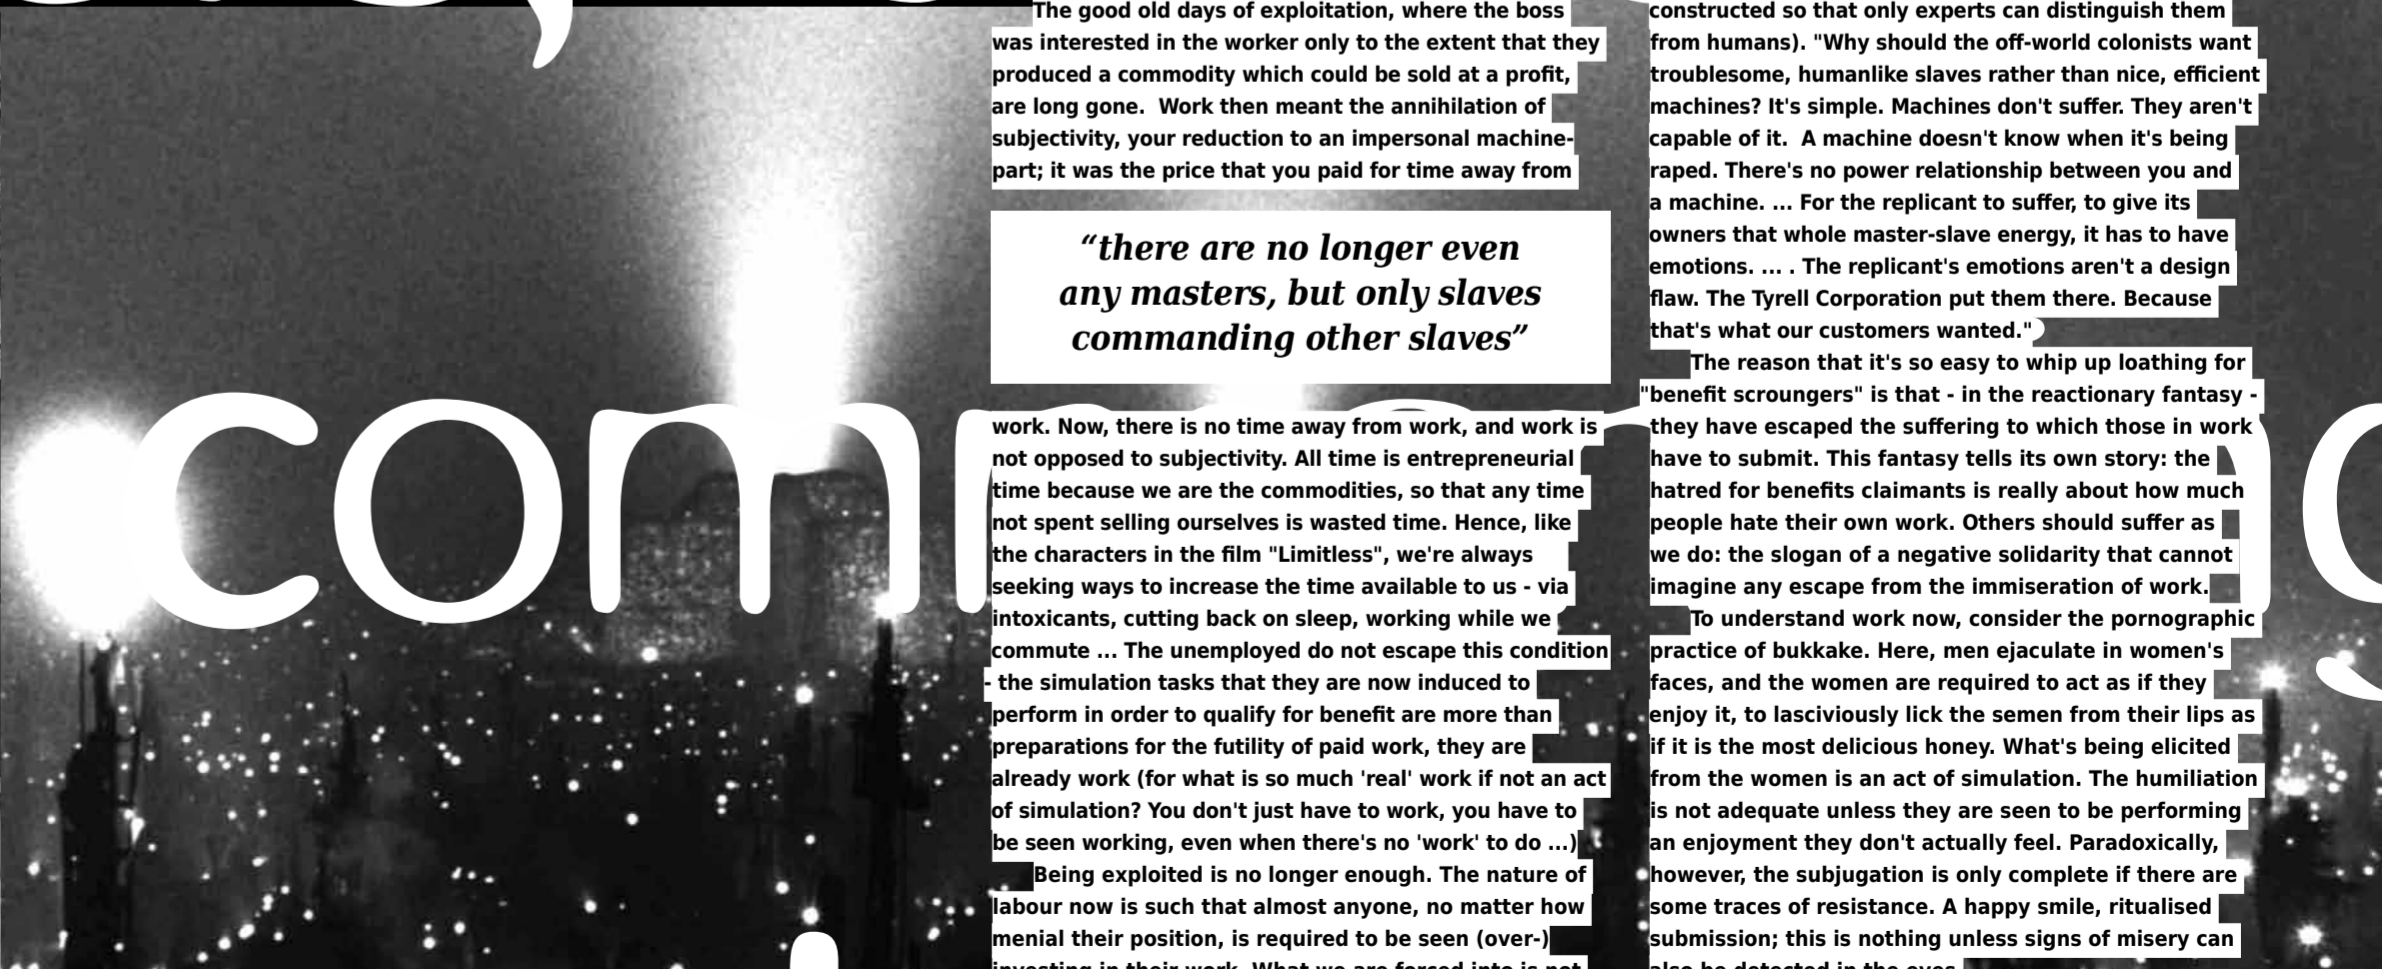 The good old days of exploitation, where the boss
was interested in the worker only to the extent that they
produced a commodity which could be sold at a profit,
are long gone.  Work then meant the annihilation of
subjectivity, your reduction to an impersonal machine-
part; it was the price that you paid for time away from
“there are no longer even
any masters, but only slaves
commanding other slaves”
work. Now, there is no time away from work, and work is
not opposed to subjectivity. All time is entrepreneurial
time because we are the commodities, so that any time
not spent selling ourselves is wasted time. Hence, like
the characters in the film "Limitless", we're always
seeking ways to increase the time available to us - via
intoxicants, cutting back on sleep, working while we
commute ... The unemployed do not escape this condition
- the simulation tasks that they are now induced to
perform in order to qualify for benefit are more than
preparations for the futility of paid work, they are
already work (for what is so much 'real' work if not an act
of simulation? You don't just have to work, you have to
be seen working, even when there's no 'work' to do ...)
Being exploited is no longer enough. The nature of
labour now is such that almost anyone, no matter how
menial their position, is required to be seen (over-)
investing in their work. What we are forced into is not
constructed so that only experts can distinguish them
from humans). "Why should the off-world colonists want
troublesome, humanlike slaves rather than nice, efficient
machines? It's simple. Machines don't suffer. They aren't
capable of it.  A machine doesn't know when it's being
raped. There's no power relationship between you and
a machine. ... For the replicant to suffer, to give its
owners that whole master-slave energy, it has to have
emotions. ... . The replicant's emotions aren't a design
flaw. The Tyrell Corporation put them there. Because
that's what our customers wanted."
The reason that it's so easy to whip up loathing for
"benefit scroungers" is that - in the reactionary fantasy -
they have escaped the suffering to which those in work
have to submit. This fantasy tells its own story: the
hatred for benefits claimants is really about how much
people hate their own work. Others should suffer as
we do: the slogan of a negative solidarity that cannot
imagine any escape from the immiseration of work.
To understand work now, consider the pornographic
practice of bukkake. Here, men ejaculate in women's
faces, and the women are required to act as if they
enjoy it, to lasciviously lick the semen from their lips as
if it is the most delicious honey. What's being elicited
from the women is an act of simulation. The humiliation
is not adequate unless they are seen to be performing
an enjoyment they don't actually feel. Paradoxically,
however, the subjugation is only complete if there are
some traces of resistance. A happy smile, ritualised
submission; this is nothing unless signs of misery can
also be detected in the eyes.